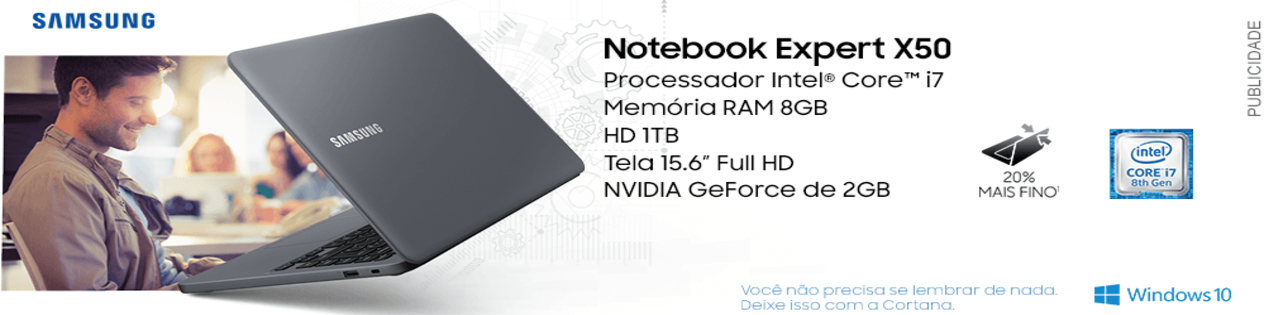 SAMSUNG
SAMSUNG
Notebook Expert X50
Processador Intel® Core™ i7
Memória RAM 8GB
HD 1TB
Tela 15.6” Full HD
NVIDIA GeForce de 2GB
20%
MAIS FINO¹
intel)
CORE i7
8th Gen
PUBLICIDADE
Você não precisa se lembrar de nada.
Deixe isso com a Cortana.
Windows 10